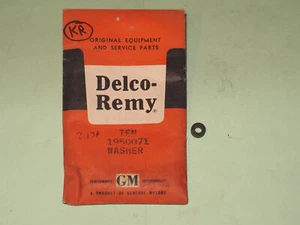 KR
ORIGINAL EQUIPMENT
AND SERVICE PARTS
Delco-
Remy
1950071
WASHER
GM
A PRODUCT OF GENERAL MOTORS